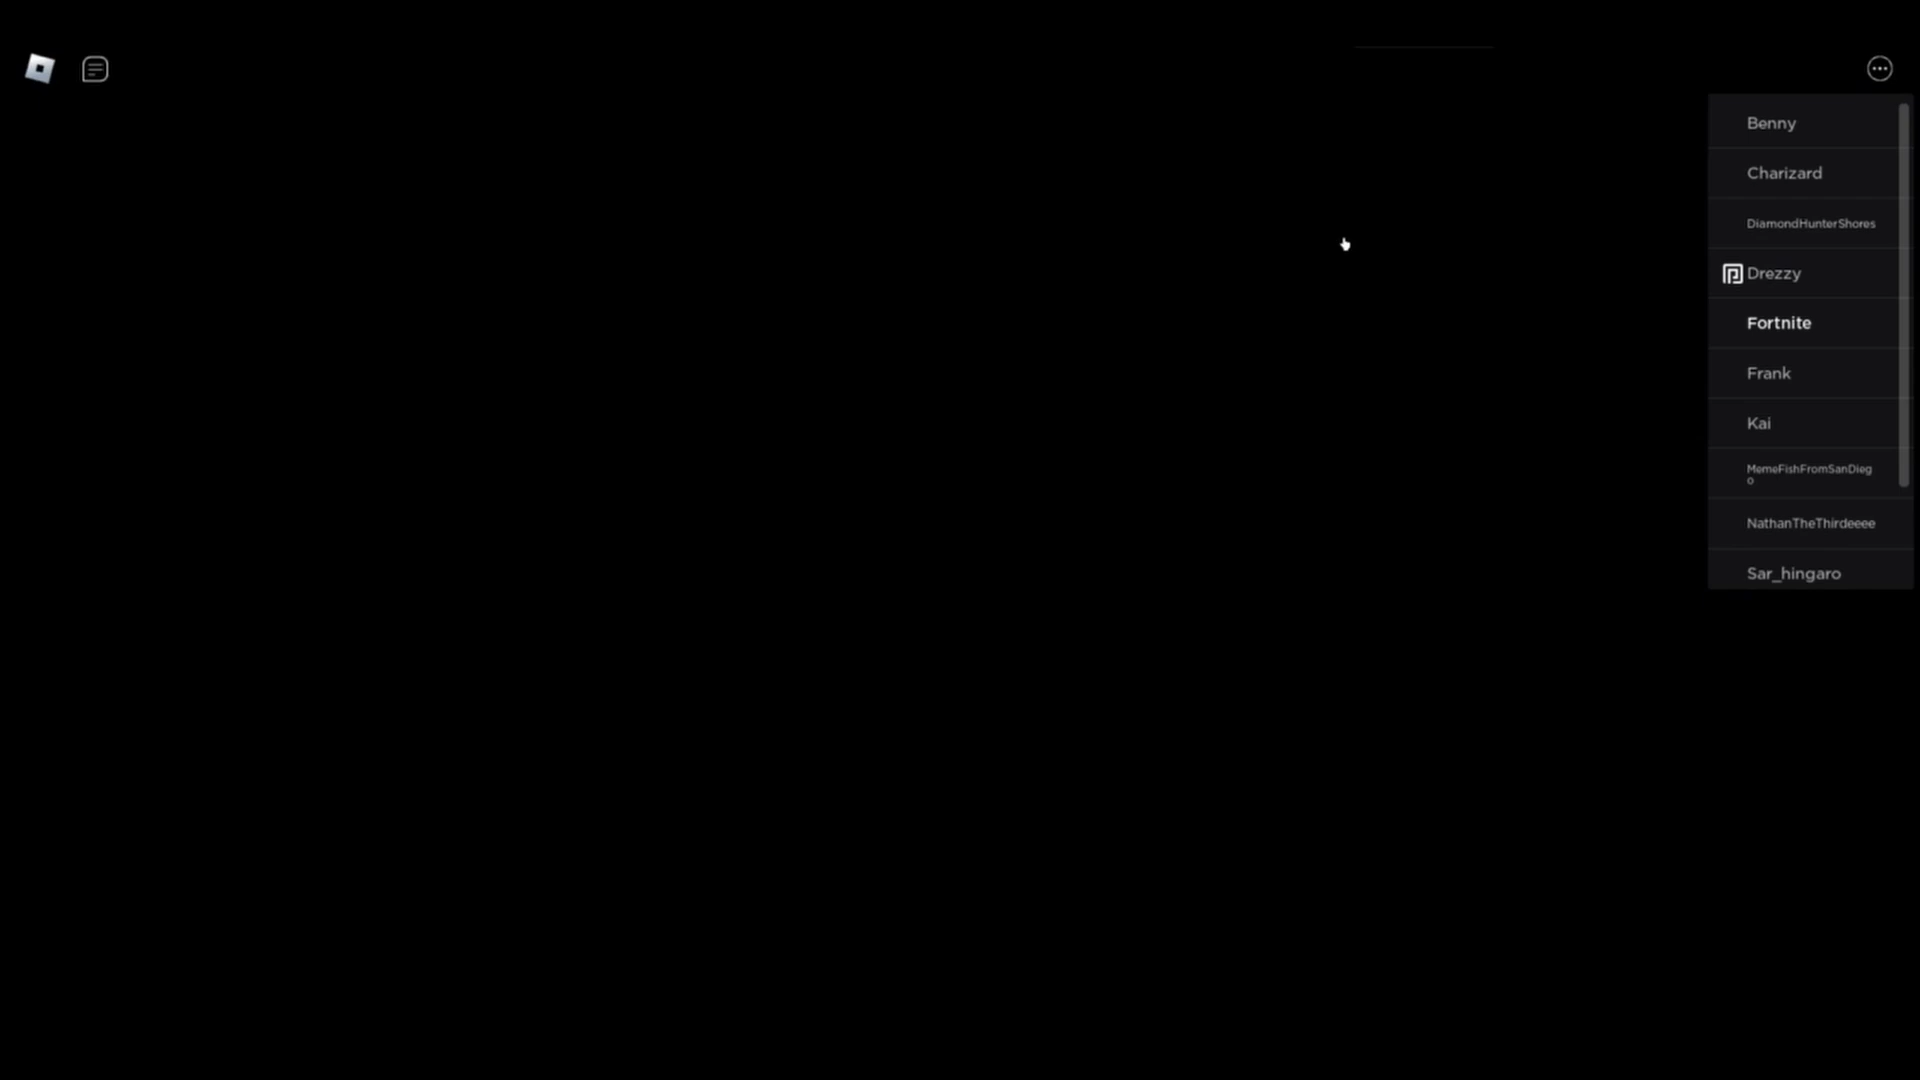 Benny
Charizard
DiamondHunterShores
Drezzy
Fortnite
Frank
Kai
MemeFishFromSanDieg
o
NathanTheThirdeeee
Sar_hingaro